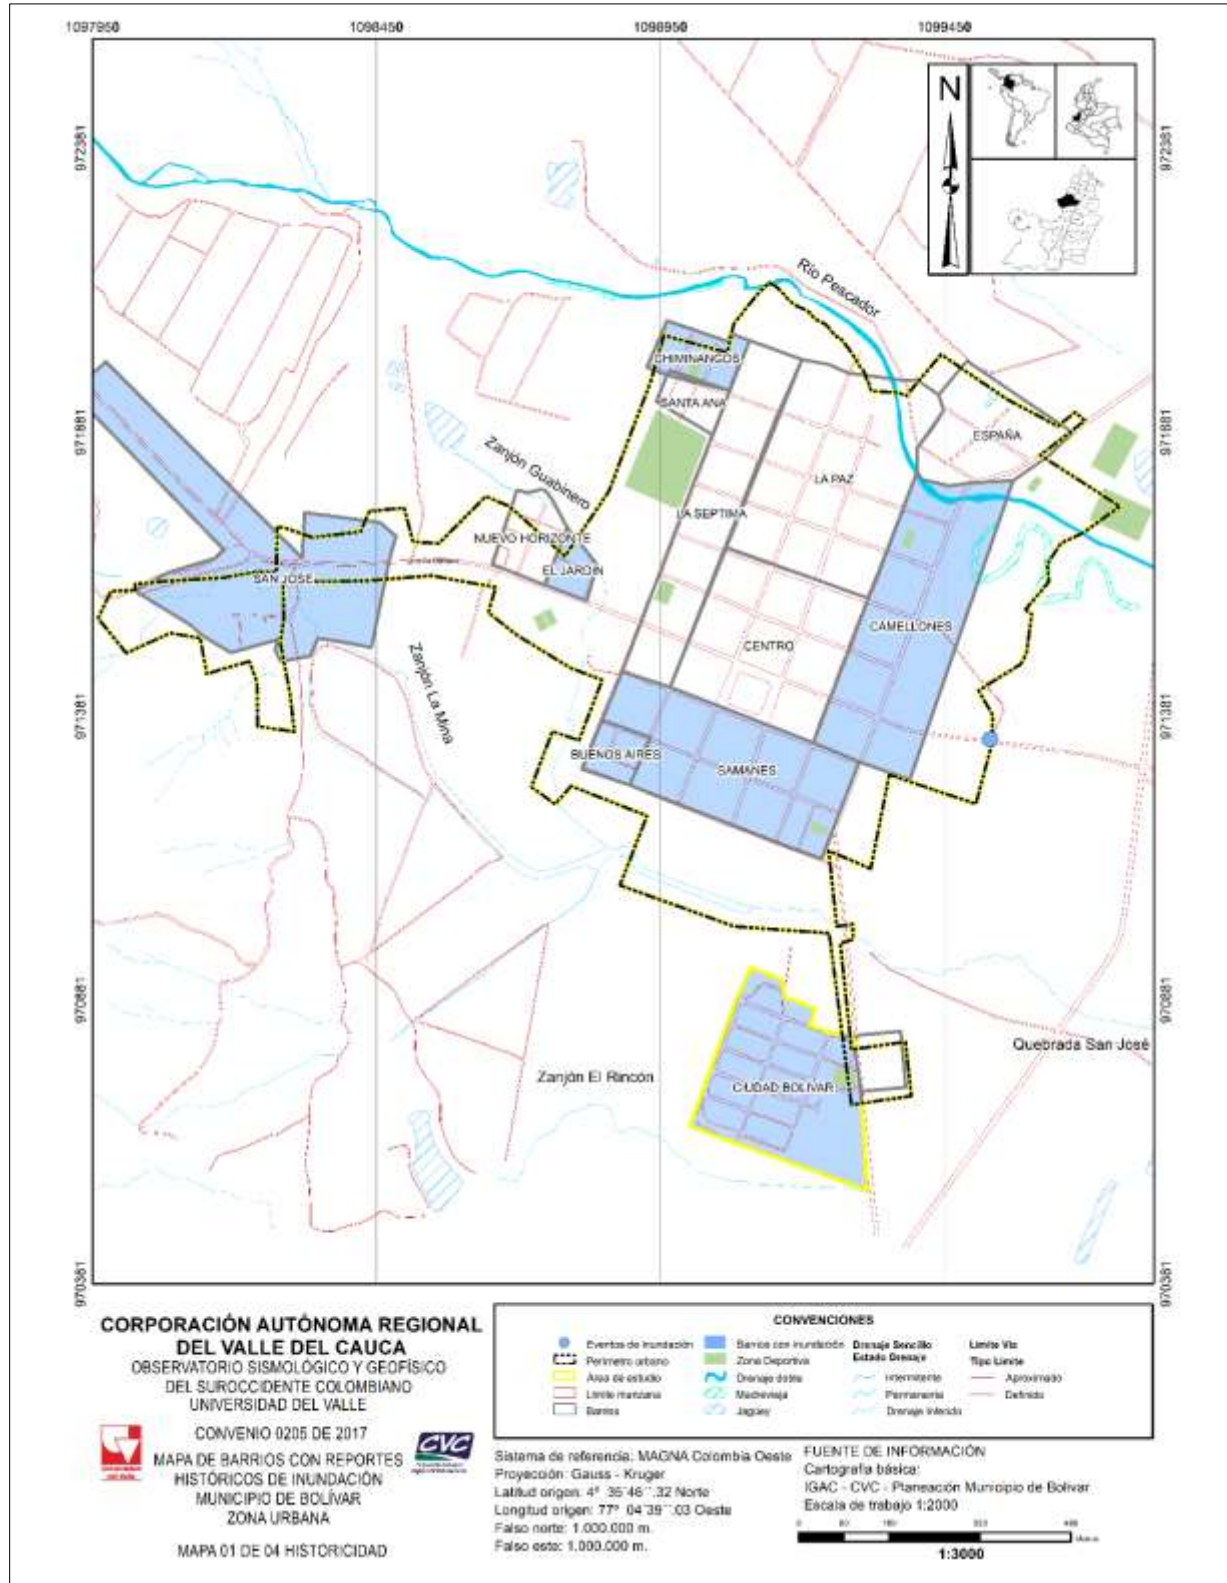 1097950 1098450 1098950 1099450
972381 972381
N
Río Pescador
CHIMINANGOS
SANTA ANA
ESPAÑA
971881 971881
Zanjón Guabinero
LA PAZ
LA SEPTIMA
NUEVO HORIZONTE
EL JARDIN
SAN JOSE
CAMELLONES
CENTRO
Zanjón La Mina
971381 971381
BUENOS AIRES
SAMANES
970881 970881
Quebrada San José
Zanjón El Rincón
CIUDAD BOLIVAR
970381 970381
CORPORACIÓN AUTÓNOMA REGIONAL
DEL VALLE DEL CAUCA
OBSERVATORIO SISMOLÓGICO Y GEOFÍSICO
DEL SUROCCIDENTE COLOMBIANO
UNIVERSIDAD DEL VALLE
CONVENIO 0205 DE 2017
CVC
MAPA DE BARRIOS CON REPORTES
HISTÓRICOS DE INUNDACIÓN
MUNICIPIO DE BOLÍVAR
ZONA URBANA
MAPA 01 DE 04 HISTORICIDAD
CONVENCIONES
Eventos de inundación
Perímetro urbano
Área de estudio
Límite manzana
Barrios
Barrios con inundación
Zona Deportiva
Drenaje doble
Madrevieja
Jagüey
Drenaje Sencillo
Estado Drenaje
Intermitente
Permanente
Drenaje Inferido
Límite Vía
Tipo Límite
Aproximado
Definido
Sistema de referencia: MAGNA Colombia Oeste
Proyección: Gauss - Kruger
Latitud origen: 4° 35´46´´.32 Norte
Longitud origen: 77° 04´39´´.03 Oeste
Falso norte: 1.000.000 m.
Falso este: 1.000.000 m.
FUENTE DE INFORMACIÓN
Cartografía básica:
IGAC - CVC - Planeación Municipio de Bolívar
Escala de trabajo 1:2000
0 80 160
1:3000